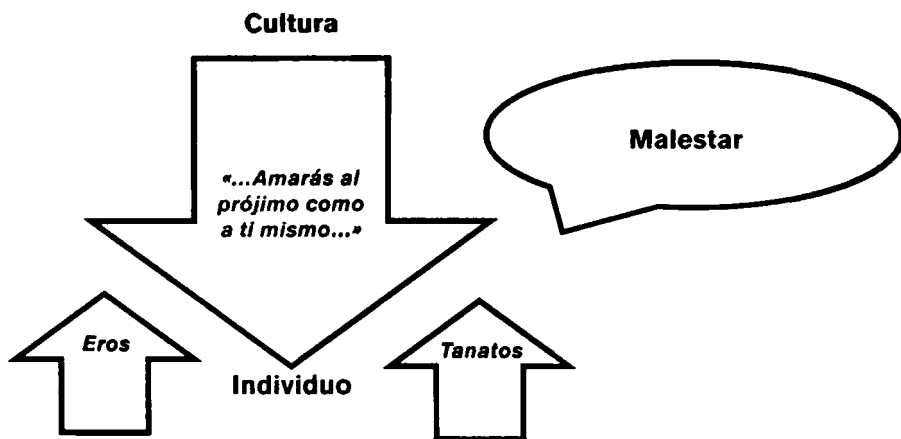 Cultura
Malestar
«...Amarás al
prójimo como
a ti mismo...»
Eros
Tanatos
Individuo